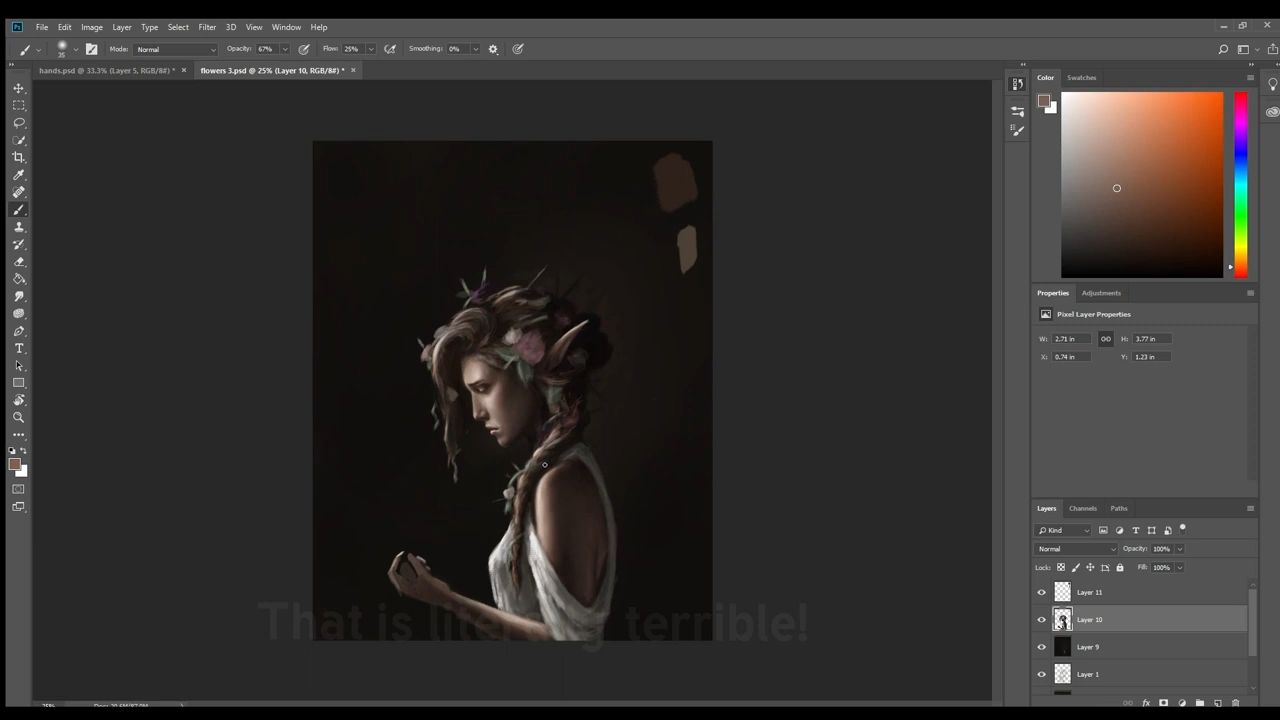 Ps File Edit Image Layer Type Select Filter 3D View Window Help
35 Mode: Normal Opacity: 67% Flow: 25% Smoothing: 0%
hands.psd @ 33.3% (Layer 5, RGB/8#) * × flowers 3.psd @ 25% (Layer 10, RGB/8#) * ×
Color Swatches
Properties Adjustments
Pixel Layer Properties
W: 2.71 in H: 3.77 in
X: 0.74 in Y: 1.23 in
Layers Channels Paths
Kind
Normal Opacity: 100%
Lock: Fill: 100%
Layer 11
Layer 10
Layer 9
Layer 1
That is literally terrible!
fx